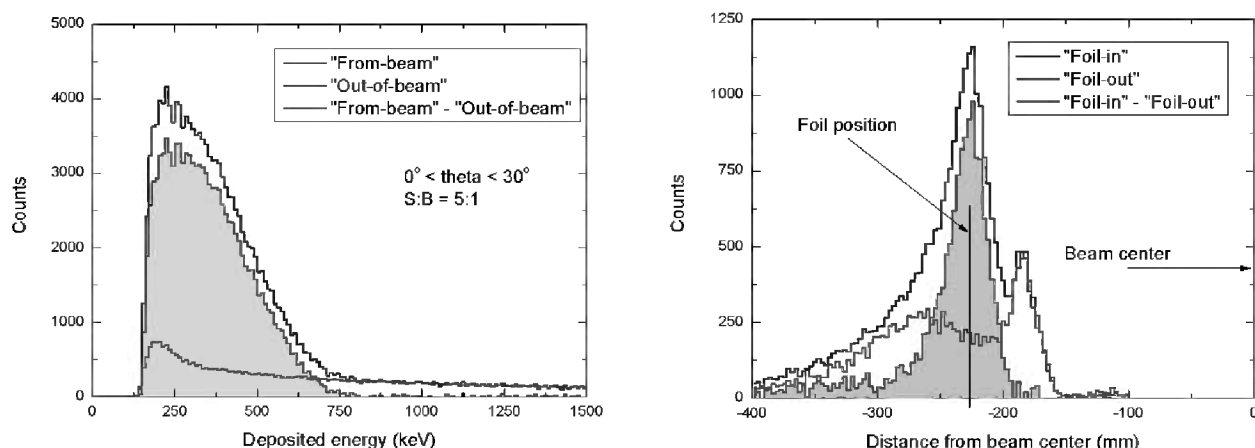 5000
4000
3000
2000
1000
0
Counts
"From-beam"
"Out-of-beam"
"From-beam" - "Out-of-beam"
0° < theta < 30°
S:B = 5:1
0 250 500 750 1000 1250 1500
Deposited energy (keV)
1250
1000
750
500
250
0
Counts
"Foil-in"
"Foil-out"
"Foil-in" - "Foil-out"
Foil position
Beam center
-400 -300 -200 -100 0
Distance from beam center (mm)